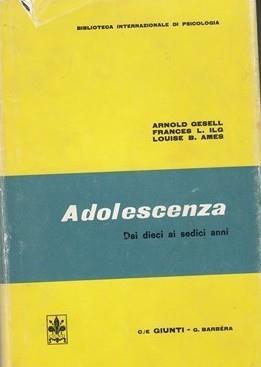 BIBLIOTECA INTERNAZIONALE DI PSICOLOGIA
ARNOLD GESELL
FRANCES L. ILG
LOUISE B. AMES
Adolescenza
Dai dieci ai sedici anni
C/E GIUNTI - G. BARBÈRA